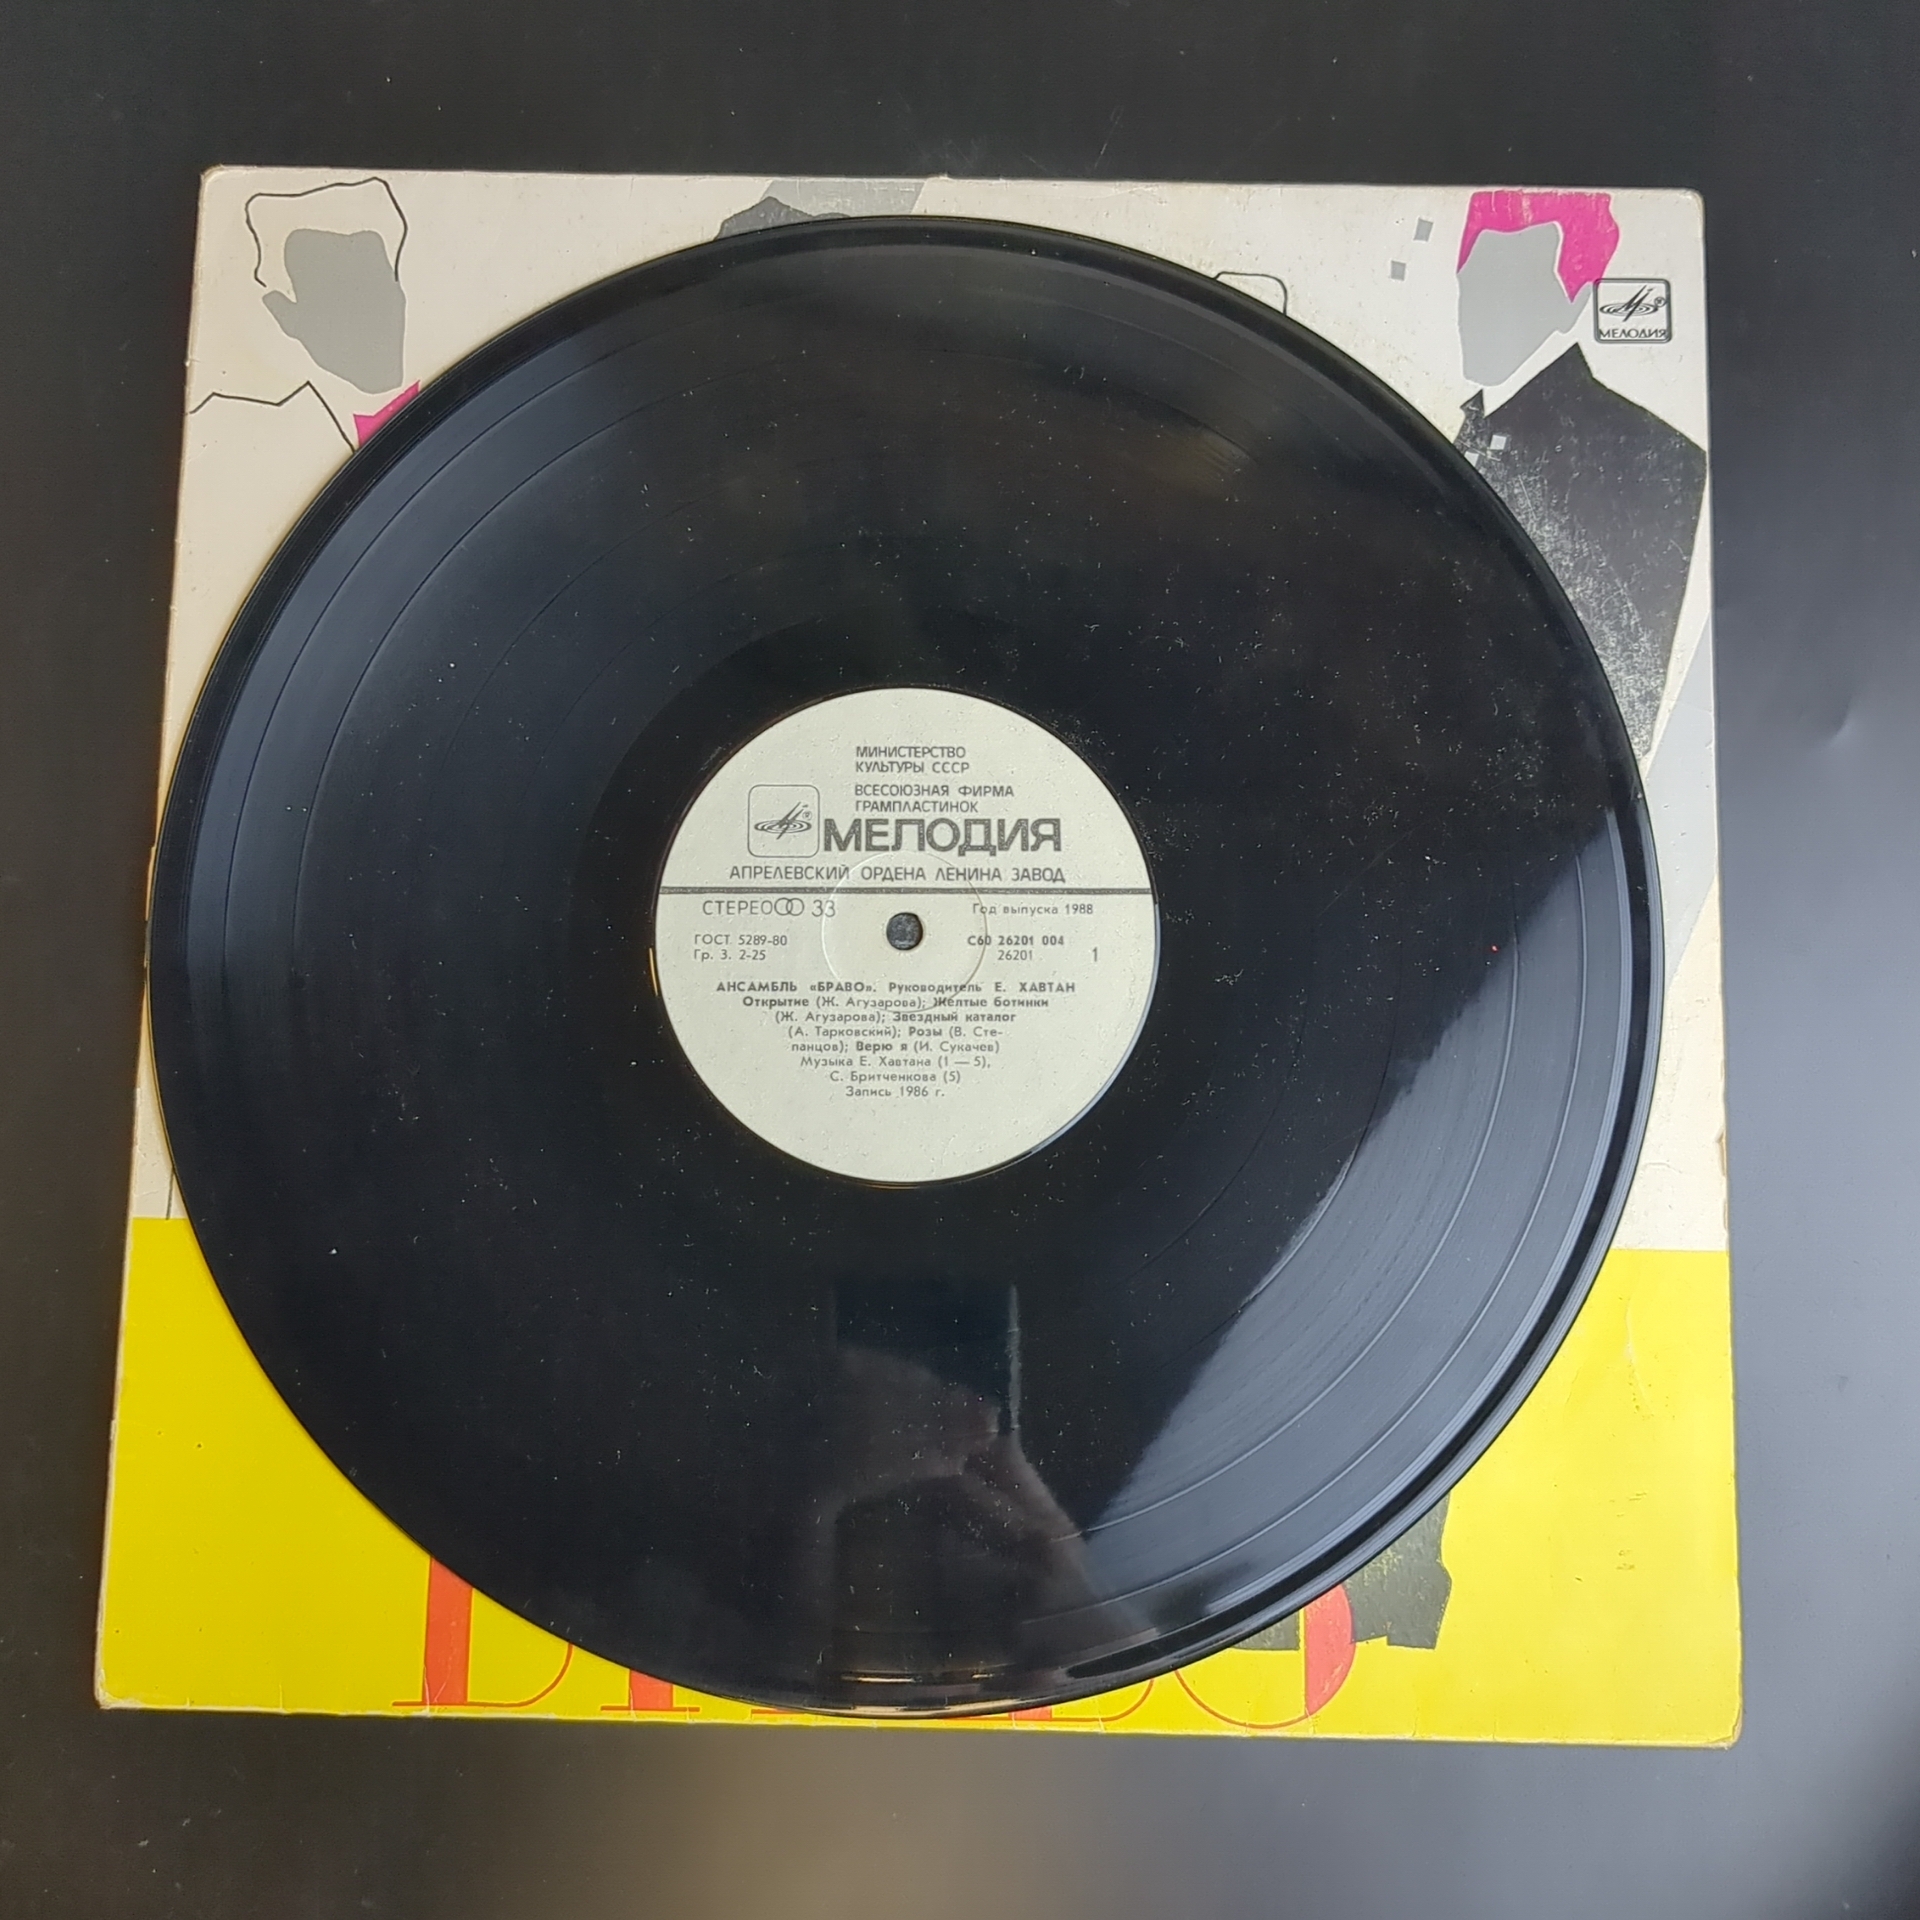 МЕЛОДИЯ
МИНИСТЕРСТВО
КУЛЬТУРЫ СССР
ВСЕСОЮЗНАЯ ФИРМА
ГРАМПЛАСТИНОК
МЕЛОДИЯ
АПРЕЛЕВСКИЙ ОРДЕНА ЛЕНИНА ЗАВОД
СТЕРЕО 33
Год выпуска 1988
ГОСТ 5289-80
Гр. 3. 2-25
С60 26201 004
26201
1
АНСАМБЛЬ «БРАВО». Руководитель Е. ХАВТАН
Открытие (Ж. Агузарова); Желтые ботинки
(Ж. Агузарова); Звездный каталог
(А. Тарковский); Розы (В. Сте-
панцов); Верю я (И. Сукачев)
Музыка Е. Хавтана (1 — 5),
С. Бритченкова (5)
Запись 1986 г.